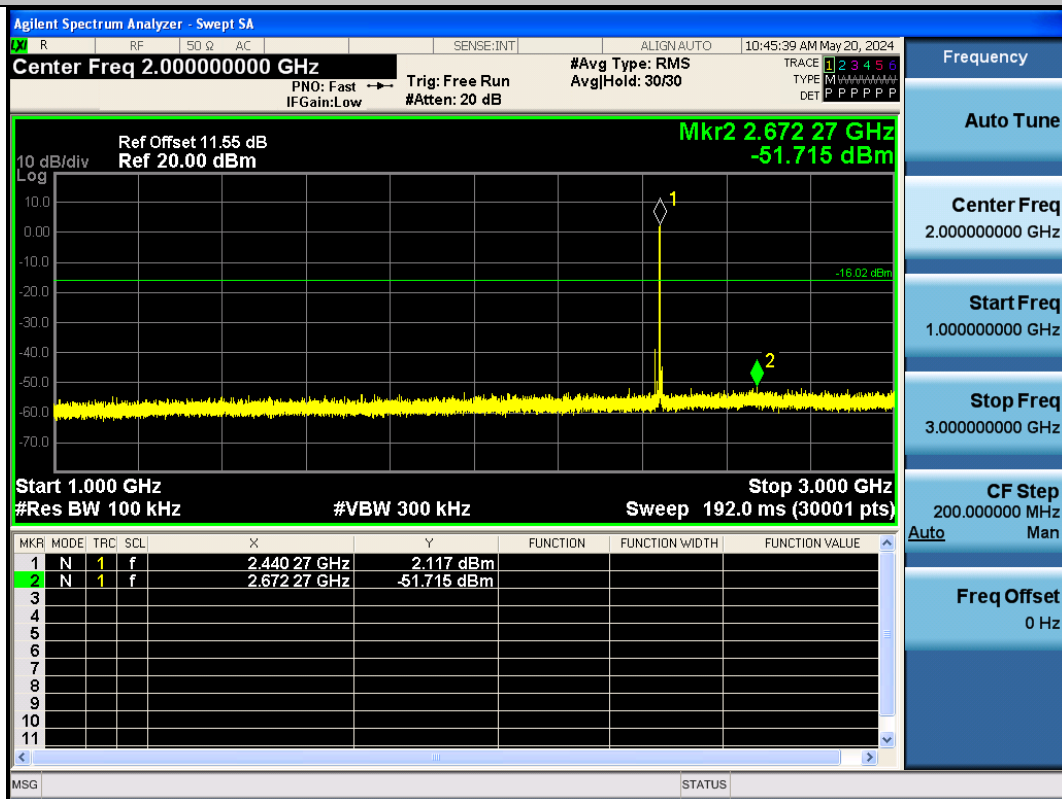 Agilent Spectrum Analyzer - Swept SA
LXI R RF 50 Ω AC SENSE:INT ALIGN AUTO 10:45:39 AM May 20, 2024
Center Freq 2.000000000 GHz
PNO: Fast
IFGain:Low
Trig: Free Run
#Atten: 20 dB
#Avg Type: RMS
Avg|Hold: 30/30
TRACE 1 2 3 4 5 6
TYPE M
DET P P P P P P
Frequency
Auto Tune
Center Freq
2.000000000 GHz
Start Freq
1.000000000 GHz
Stop Freq
3.000000000 GHz
CF Step
200.000000 MHz
Auto Man
Freq Offset
0 Hz
Mkr2 2.672 27 GHz
-51.715 dBm
Ref Offset 11.55 dB
10 dB/div Ref 20.00 dBm
Log
10.0
0.00
-10.0
-20.0
-30.0
-40.0
-50.0
-60.0
-70.0
1
-16.02 dBm
2
Start 1.000 GHz Stop 3.000 GHz
#Res BW 100 kHz #VBW 300 kHz Sweep 192.0 ms (30001 pts)
MKR MODE TRC SCL X Y FUNCTION FUNCTION WIDTH FUNCTION VALUE
1 N 1 f 2.440 27 GHz 2.117 dBm
2 N 1 f 2.672 27 GHz -51.715 dBm
3
4
5
6
7
8
9
10
11
MSG STATUS